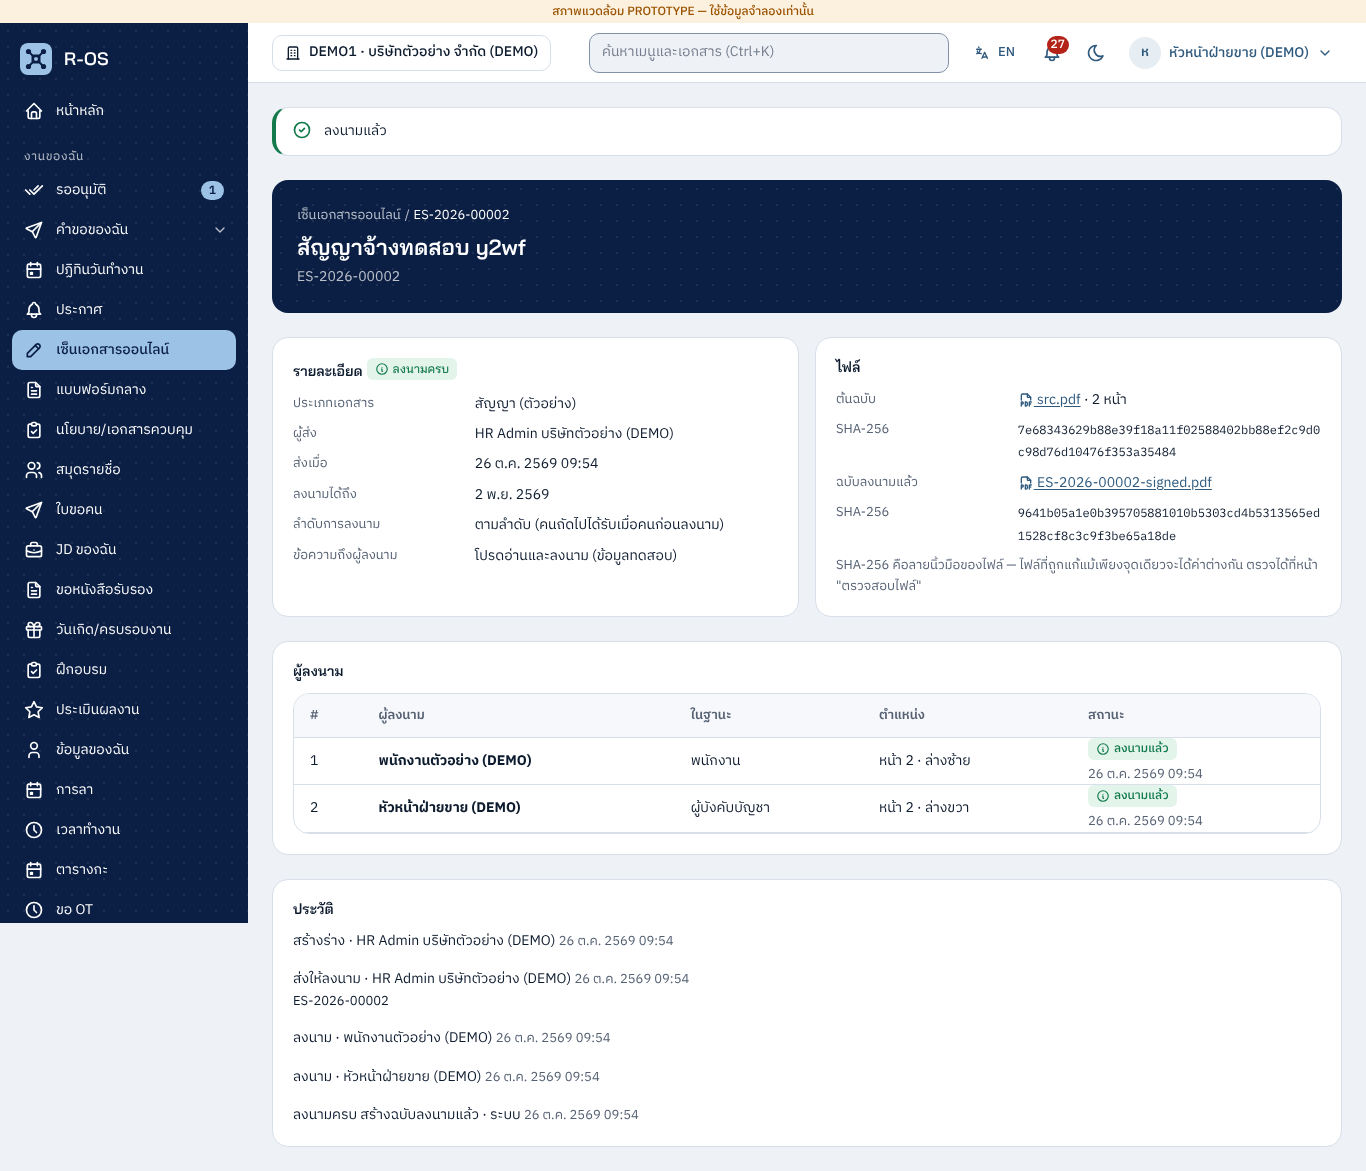 สภาพแวดล้อม PROTOTYPE — ใช้ข้อมูลจำลองเท่านั้น
R-OS
DEMO1 · บริษัทตัวอย่าง จำกัด (DEMO)
ค้นหาเมนูและเอกสาร (Ctrl+K)
EN
27
ห
หัวหน้าฝ่ายขาย (DEMO)
หน้าหลัก
งานของฉัน
รออนุมัติ 1
คำขอของฉัน
ปฏิทินวันทำงาน
ประกาศ
เซ็นเอกสารออนไลน์
แบบฟอร์มกลาง
นโยบาย/เอกสารควบคุม
สมุดรายชื่อ
ใบขอคน
JD ของฉัน
ขอหนังสือรับรอง
วันเกิด/ครบรอบงาน
ฝึกอบรม
ประเมินผลงาน
ข้อมูลของฉัน
การลา
เวลาทำงาน
ตารางกะ
ขอ OT
ลงนามแล้ว
เซ็นเอกสารออนไลน์ / ES-2026-00002
สัญญาจ้างทดสอบ y2wf
ES-2026-00002
รายละเอียด ลงนามครบ
ประเภทเอกสาร สัญญา (ตัวอย่าง)
ผู้ส่ง HR Admin บริษัทตัวอย่าง (DEMO)
ส่งเมื่อ 26 ต.ค. 2569 09:54
ลงนามได้ถึง 2 พ.ย. 2569
ลำดับการลงนาม ตามลำดับ (คนถัดไปได้รับเมื่อคนก่อนลงนาม)
ข้อความถึงผู้ลงนาม โปรดอ่านและลงนาม (ข้อมูลทดสอบ)
ไฟล์
ต้นฉบับ src.pdf · 2 หน้า
SHA-256 7e68343629b88e39f18a11f02588402bb88ef2c9d0
c98d76d10476f353a35484
ฉบับลงนามแล้ว ES-2026-00002-signed.pdf
SHA-256 9641b05a1e0b395705881010b5303cd4b5313565ed
1528cf8c3c9f3be65a18de
SHA-256 คือลายนิ้วมือของไฟล์ — ไฟล์ที่ถูกแก้แม้เพียงจุดเดียวจะได้ค่าต่างกัน ตรวจได้ที่หน้า
"ตรวจสอบไฟล์"
ผู้ลงนาม
# ผู้ลงนาม ในฐานะ ตำแหน่ง สถานะ
1 พนักงานตัวอย่าง (DEMO) พนักงาน หน้า 2 · ล่างซ้าย ลงนามแล้ว
26 ต.ค. 2569 09:54
2 หัวหน้าฝ่ายขาย (DEMO) ผู้บังคับบัญชา หน้า 2 · ล่างขวา ลงนามแล้ว
26 ต.ค. 2569 09:54
ประวัติ
สร้างร่าง · HR Admin บริษัทตัวอย่าง (DEMO) 26 ต.ค. 2569 09:54
ส่งให้ลงนาม · HR Admin บริษัทตัวอย่าง (DEMO) 26 ต.ค. 2569 09:54
ES-2026-00002
ลงนาม · พนักงานตัวอย่าง (DEMO) 26 ต.ค. 2569 09:54
ลงนาม · หัวหน้าฝ่ายขาย (DEMO) 26 ต.ค. 2569 09:54
ลงนามครบ สร้างฉบับลงนามแล้ว · ระบบ 26 ต.ค. 2569 09:54